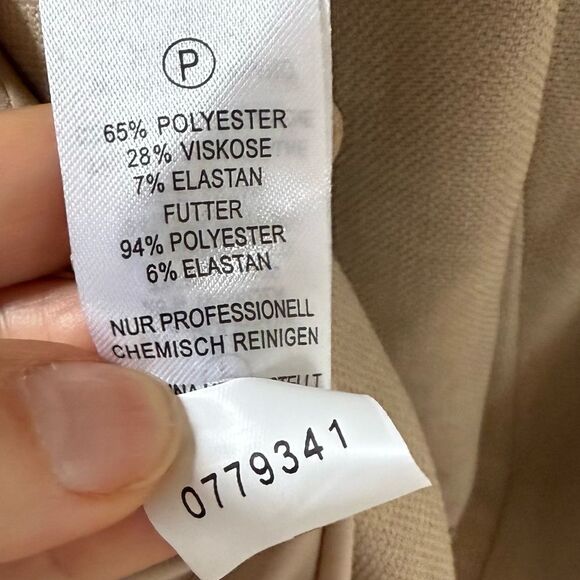 P
65% POLYESTER
28% VISKOSE
7% ELASTAN
FUTTER
94% POLYESTER
6% ELASTAN
NUR PROFESSIONELL
CHEMISCH REINIGEN
0779341